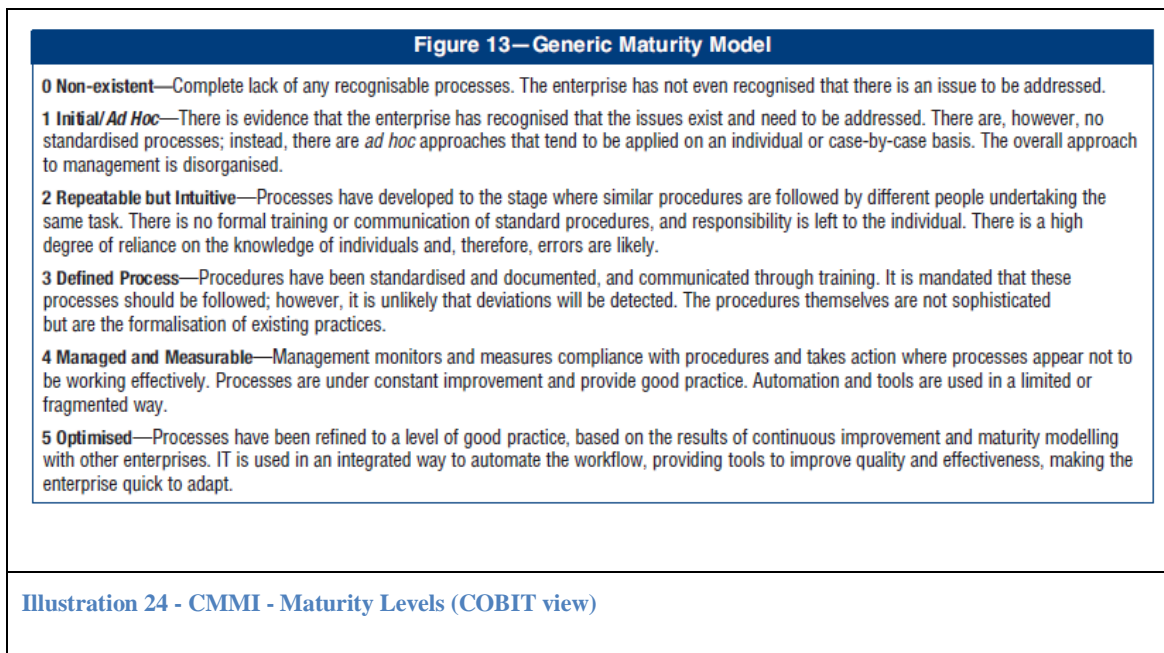 Figure 13—Generic Maturity Model
0 Non-existent—Complete lack of any recognisable processes. The enterprise has not even recognised that there is an issue to be addressed.
1 Initial/Ad Hoc—There is evidence that the enterprise has recognised that the issues exist and need to be addressed. There are, however, no
standardised processes; instead, there are ad hoc approaches that tend to be applied on an individual or case-by-case basis. The overall approach
to management is disorganised.
2 Repeatable but Intuitive—Processes have developed to the stage where similar procedures are followed by different people undertaking the
same task. There is no formal training or communication of standard procedures, and responsibility is left to the individual. There is a high
degree of reliance on the knowledge of individuals and, therefore, errors are likely.
3 Defined Process—Procedures have been standardised and documented, and communicated through training. It is mandated that these
processes should be followed; however, it is unlikely that deviations will be detected. The procedures themselves are not sophisticated
but are the formalisation of existing practices.
4 Managed and Measurable—Management monitors and measures compliance with procedures and takes action where processes appear not to
be working effectively. Processes are under constant improvement and provide good practice. Automation and tools are used in a limited or
fragmented way.
5 Optimised—Processes have been refined to a level of good practice, based on the results of continuous improvement and maturity modelling
with other enterprises. IT is used in an integrated way to automate the workflow, providing tools to improve quality and effectiveness, making the
enterprise quick to adapt.
Illustration 24 - CMMI - Maturity Levels (COBIT view)